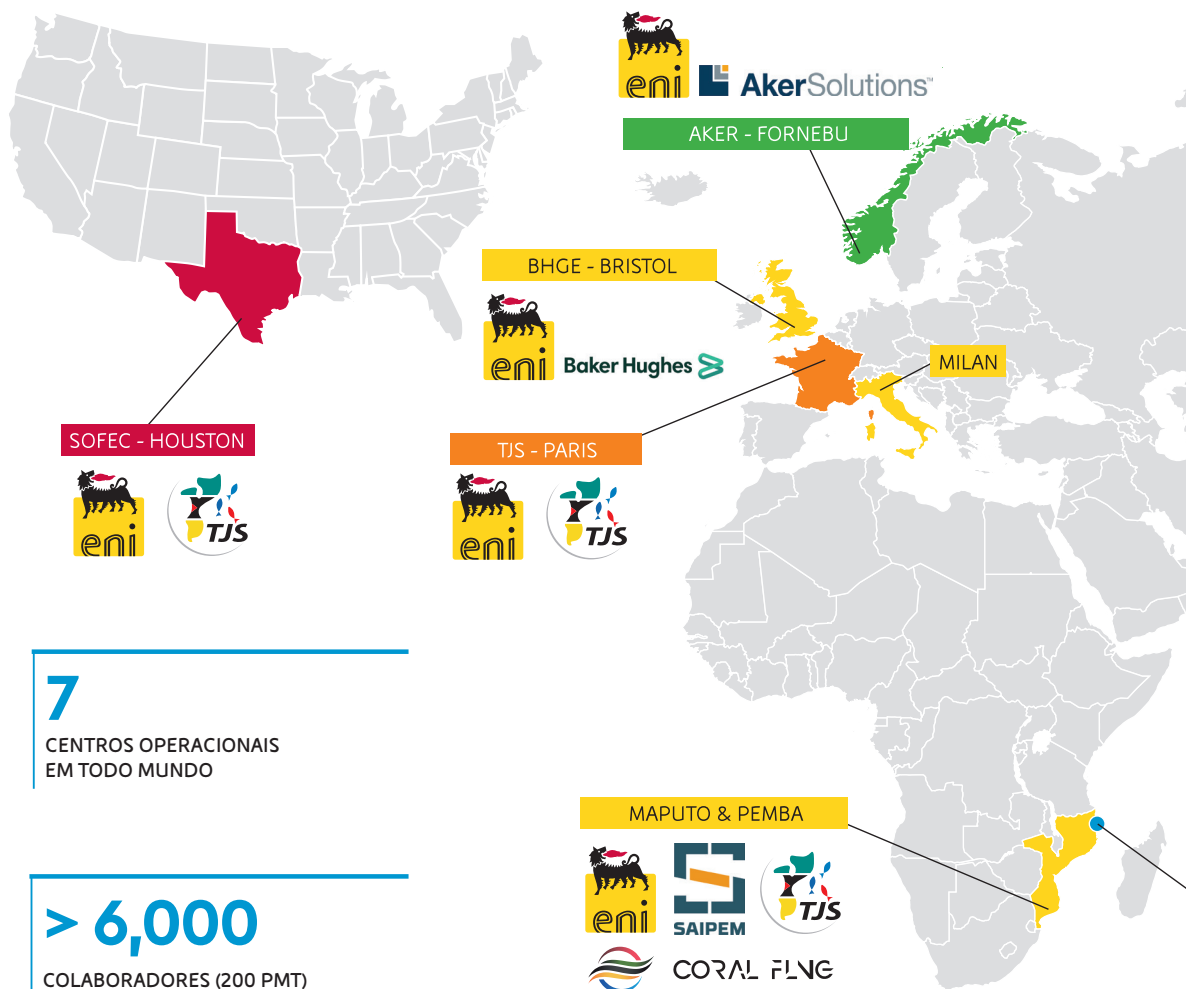 eni
AkerSolutions™
AKER - FORNEBU
BHGE - BRISTOL
eni
Baker Hughes
MILAN
SOFEC - HOUSTON
eni
TJS
TJS - PARIS
eni
TJS
7
CENTROS OPERACIONAIS
EM TODO MUNDO
MAPUTO & PEMBA
eni
SAIPEM
TJS
CORAL FLNG
> 6,000
COLABORADORES (200 PMT)